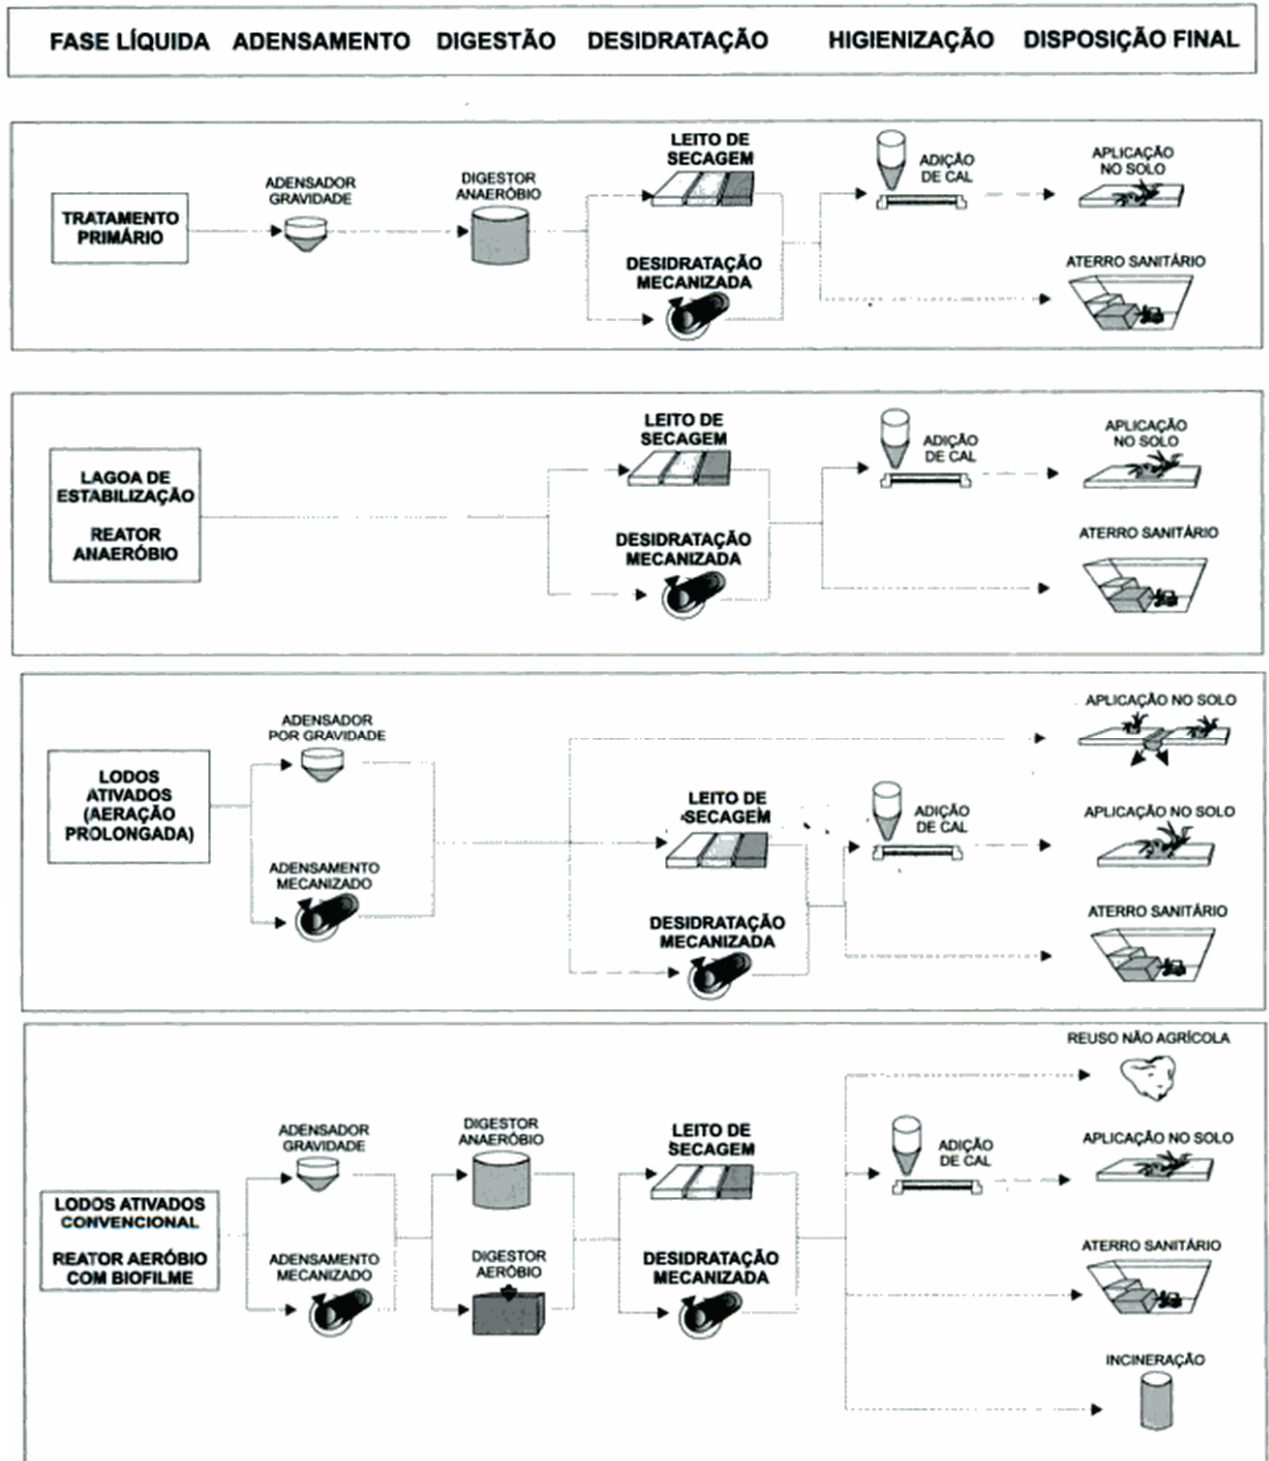 FASE LÍQUIDA ADENSAMENTO DIGESTÃO DESIDRATAÇÃO HIGIENIZAÇÃO DISPOSIÇÃO FINAL
TRATAMENTO
PRIMÁRIO
ADENSADOR
GRAVIDADE
DIGESTOR
ANAERÓBIO
LEITO DE
SECAGEM
DESIDRATAÇÃO
MECANIZADA
ADIÇÃO
DE CAL
APLICAÇÃO
NO SOLO
ATERRO SANITÁRIO
LAGOA DE
ESTABILIZAÇÃO
REATOR
ANAERÓBIO
LEITO DE
SECAGEM
DESIDRATAÇÃO
MECANIZADA
ADIÇÃO
DE CAL
APLICAÇÃO
NO SOLO
ATERRO SANITÁRIO
LODOS
ATIVADOS
(AERAÇÃO
PROLONGADA)
ADENSADOR
POR GRAVIDADE
ADENSAMENTO
MECANIZADO
LEITO DE
SECAGEM
DESIDRATAÇÃO
MECANIZADA
ADIÇÃO
DE CAL
APLICAÇÃO NO SOLO
APLICAÇÃO NO SOLO
ATERRO SANITÁRIO
LODOS ATIVADOS
CONVENCIONAL
REATOR AERÓBIO
COM BIOFILME
ADENSADOR
GRAVIDADE
ADENSAMENTO
MECANIZADO
DIGESTOR
ANAERÓBIO
DIGESTOR
AERÓBIO
LEITO DE
SECAGEM
DESIDRATAÇÃO
MECANIZADA
ADIÇÃO
DE CAL
REUSO NÃO AGRÍCOLA
APLICAÇÃO NO SOLO
ATERRO SANITÁRIO
INCINERAÇÃO